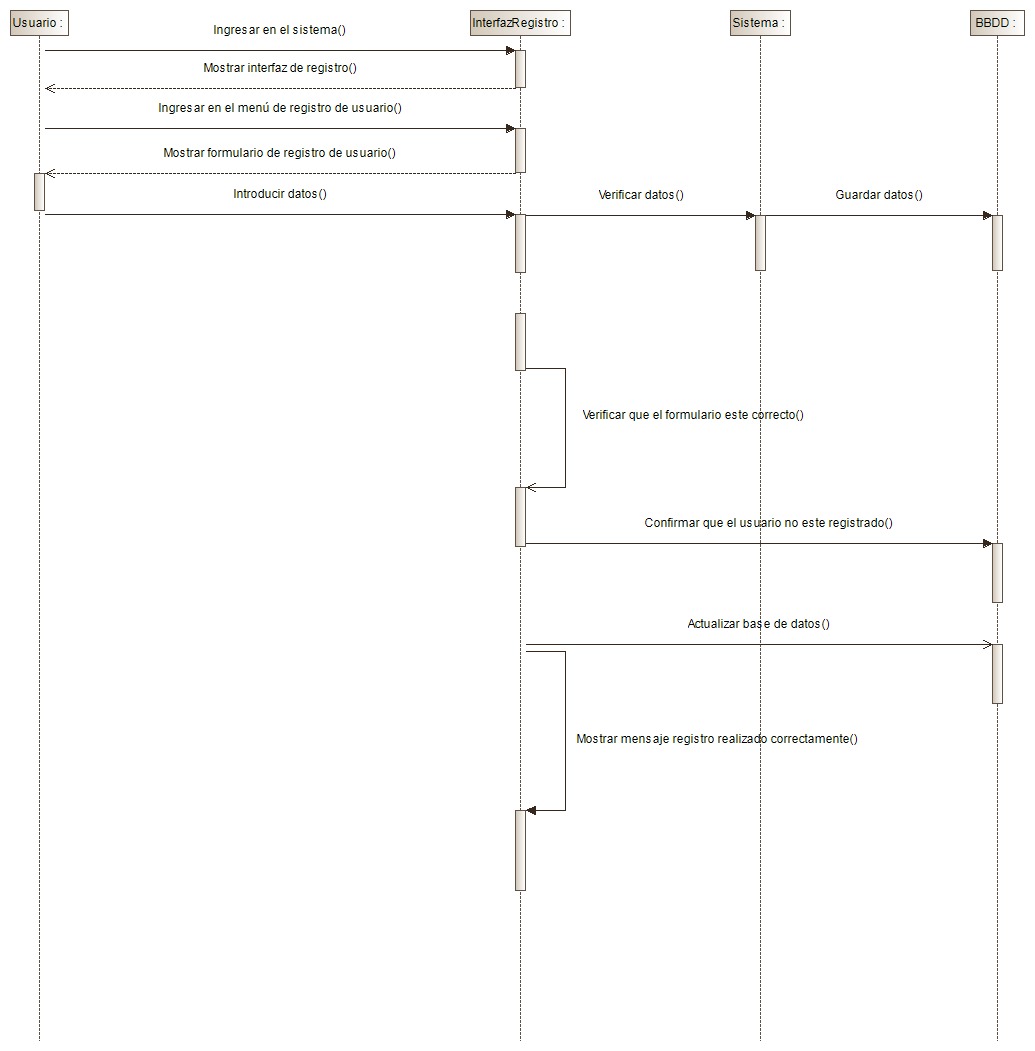 Usuario :
InterfazRegistro :
Sistema :
BBDD :
Ingresar en el sistema()
Mostrar interfaz de registro()
Ingresar en el menú de registro de usuario()
Mostrar formulario de registro de usuario()
Introducir datos()
Verificar datos()
Guardar datos()
Verificar que el formulario este correcto()
Confirmar que el usuario no este registrado()
Actualizar base de datos()
Mostrar mensaje registro realizado correctamente()